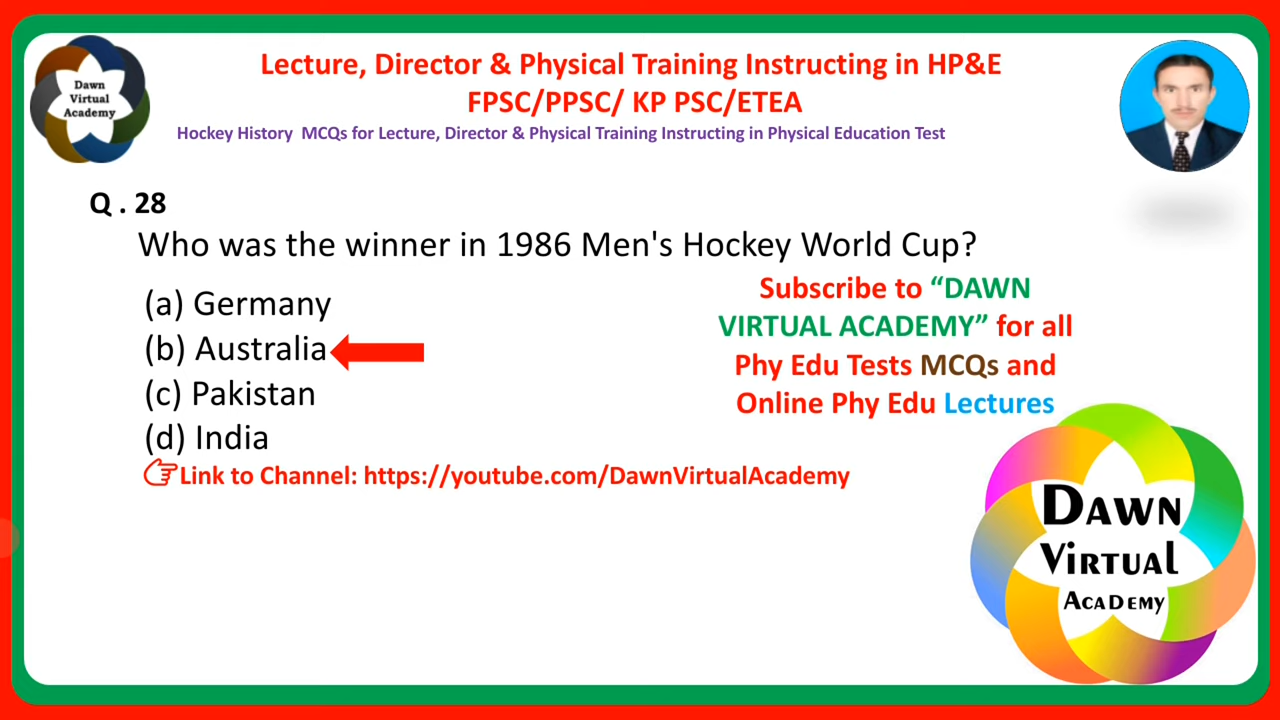 Dawn
Virtual
Academy
Lecture, Director & Physical Training Instructing in HP&E
FPSC/PPSC/ KP PSC/ETEA
Hockey History MCQs for Lecture, Director & Physical Training Instructing in Physical Education Test
Q . 28
Who was the winner in 1986 Men's Hockey World Cup?
(a) Germany
(b) Australia
(c) Pakistan
(d) India
Subscribe to “DAWN
VIRTUAL ACADEMY” for all
Phy Edu Tests MCQs and
Online Phy Edu Lectures
Link to Channel: https://youtube.com/DawnVirtualAcademy
DAWN
VIRTUAL
ACADEMY